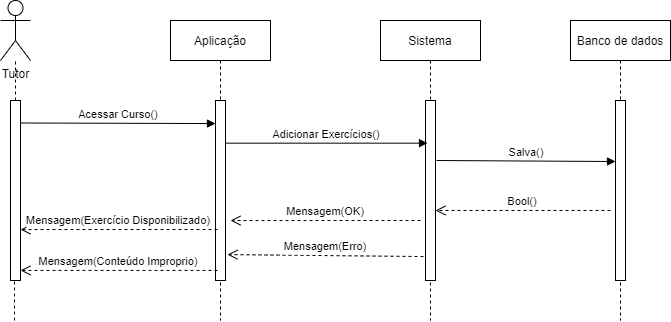 Aplicação
Sistema
Banco de dados
Tutor
Acessar Curso()
Adicionar Exercícios()
Salva()
Bool()
Mensagem(OK)
Mensagem(Exercício Disponibilizado)
Mensagem(Erro)
Mensagem(Conteúdo Improprio)